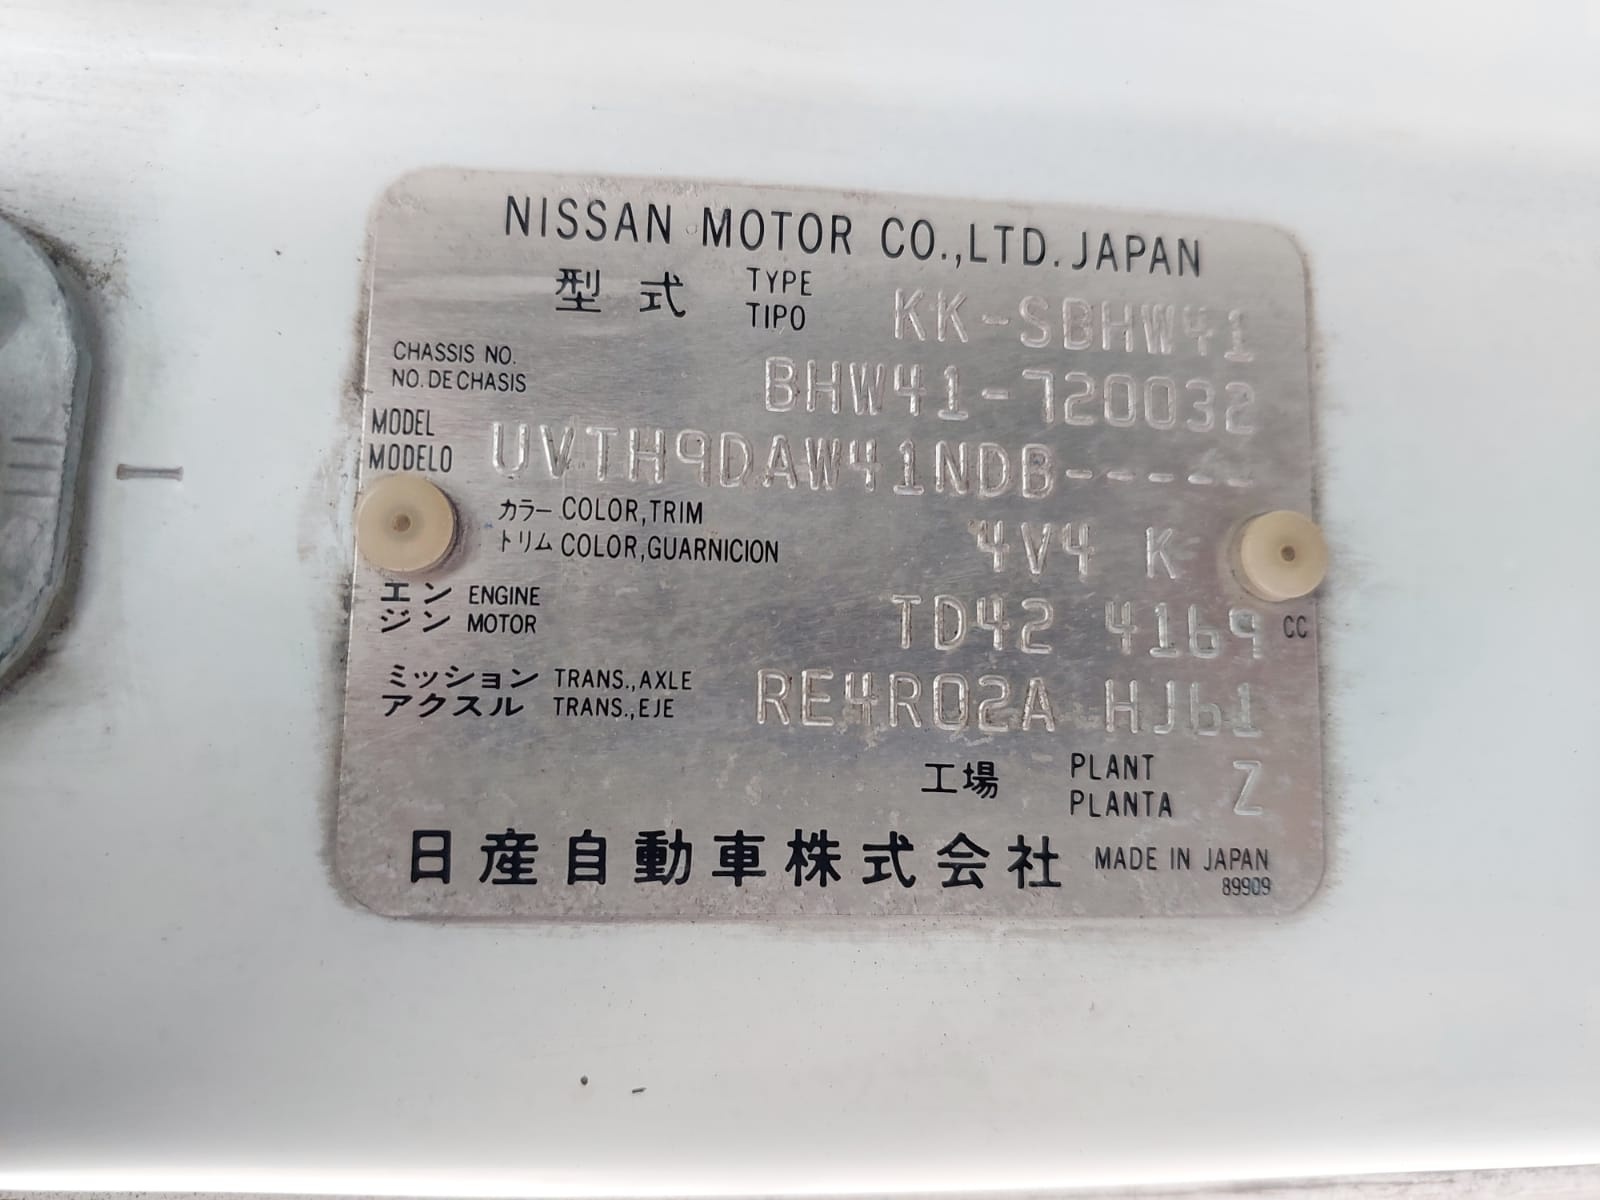 NISSAN MOTOR CO.,LTD. JAPAN
型式 TYPE TIPO KK-SBHW41
CHASSIS NO. NO. DE CHASIS BHW41-720032
MODEL MODELO UVTH9DAW41NDB-----
カラー COLOR,TRIM
トリム COLOR,GUARNICION 4V4 K
エン ENGINE
ジン MOTOR TD42 4169 CC
ミッション TRANS.,AXLE
アクスル TRANS.,EJE RE4R02A HJ61
工場 PLANT PLANTA Z
日産自動車株式会社 MADE IN JAPAN
89909